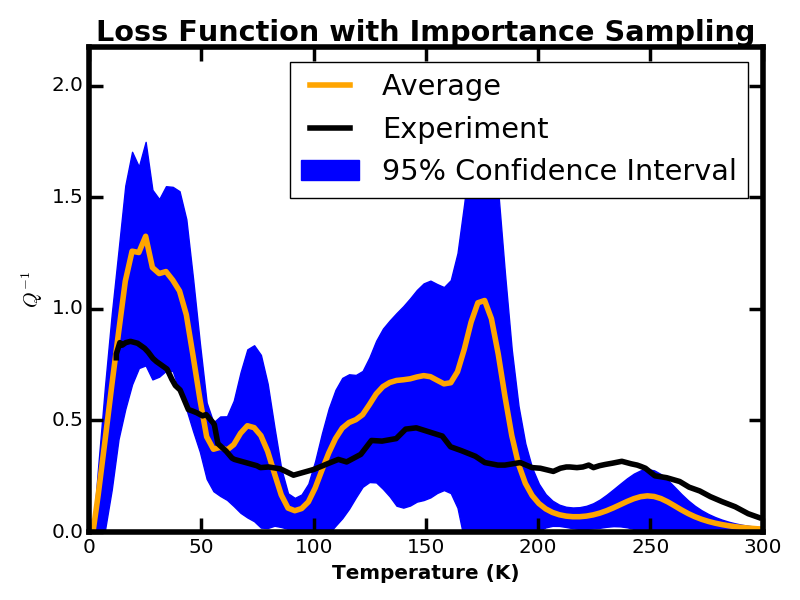 Loss Function with Importance Sampling
Average
Experiment
95% Confidence Interval
2.0
1.5
1.0
0.5
0.0
Q⁻¹
0 50 100 150 200 250 300
Temperature (K)